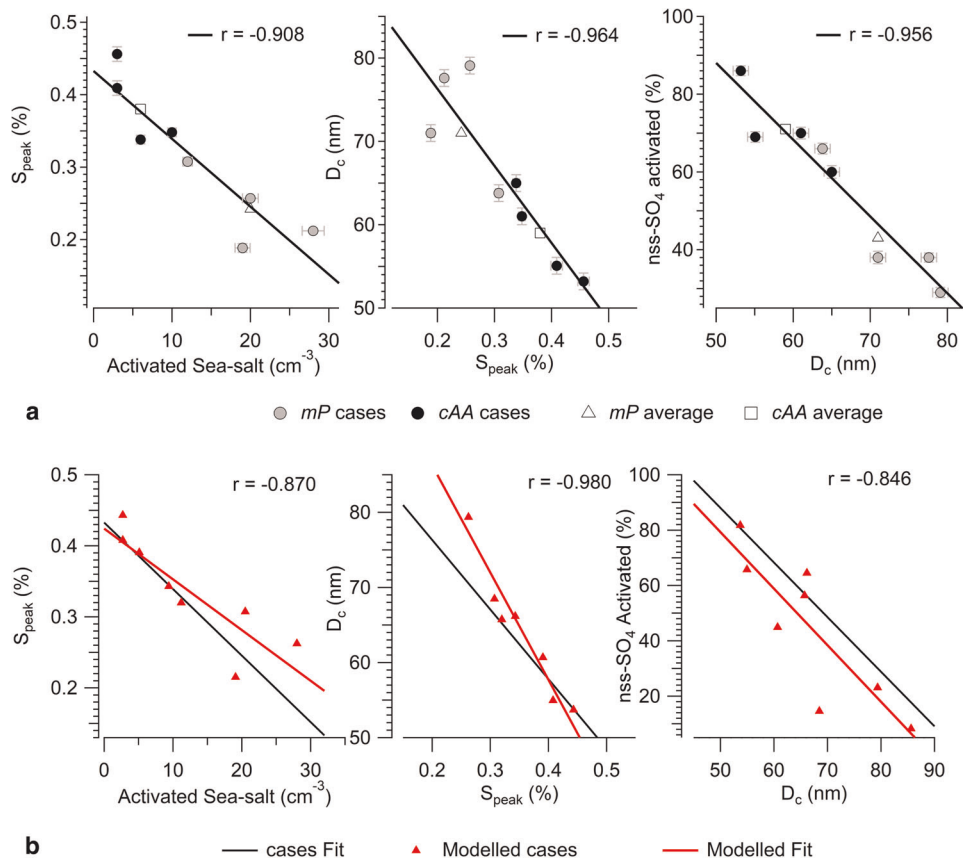 r = -0.908
r = -0.964
r = -0.956
0.5
0.4
0.3
0.2
S_peak (%)
0
10
20
30
Activated Sea-salt (cm⁻³)
80
70
60
50
D_c (nm)
0.2
0.3
0.4
0.5
S_peak (%)
100
80
60
40
nss-SO₄ activated (%)
50
60
70
80
D_c (nm)
a
mP cases
cAA cases
mP average
cAA average
r = -0.870
r = -0.980
r = -0.846
0.5
0.4
0.3
0.2
S_peak (%)
0
10
20
30
Activated Sea-salt (cm⁻³)
80
70
60
50
D_c (nm)
0.2
0.3
0.4
0.5
S_peak (%)
100
80
60
40
20
nss-SO₄ Activated (%)
50
60
70
80
90
D_c (nm)
b
cases Fit
Modelled cases
Modelled Fit